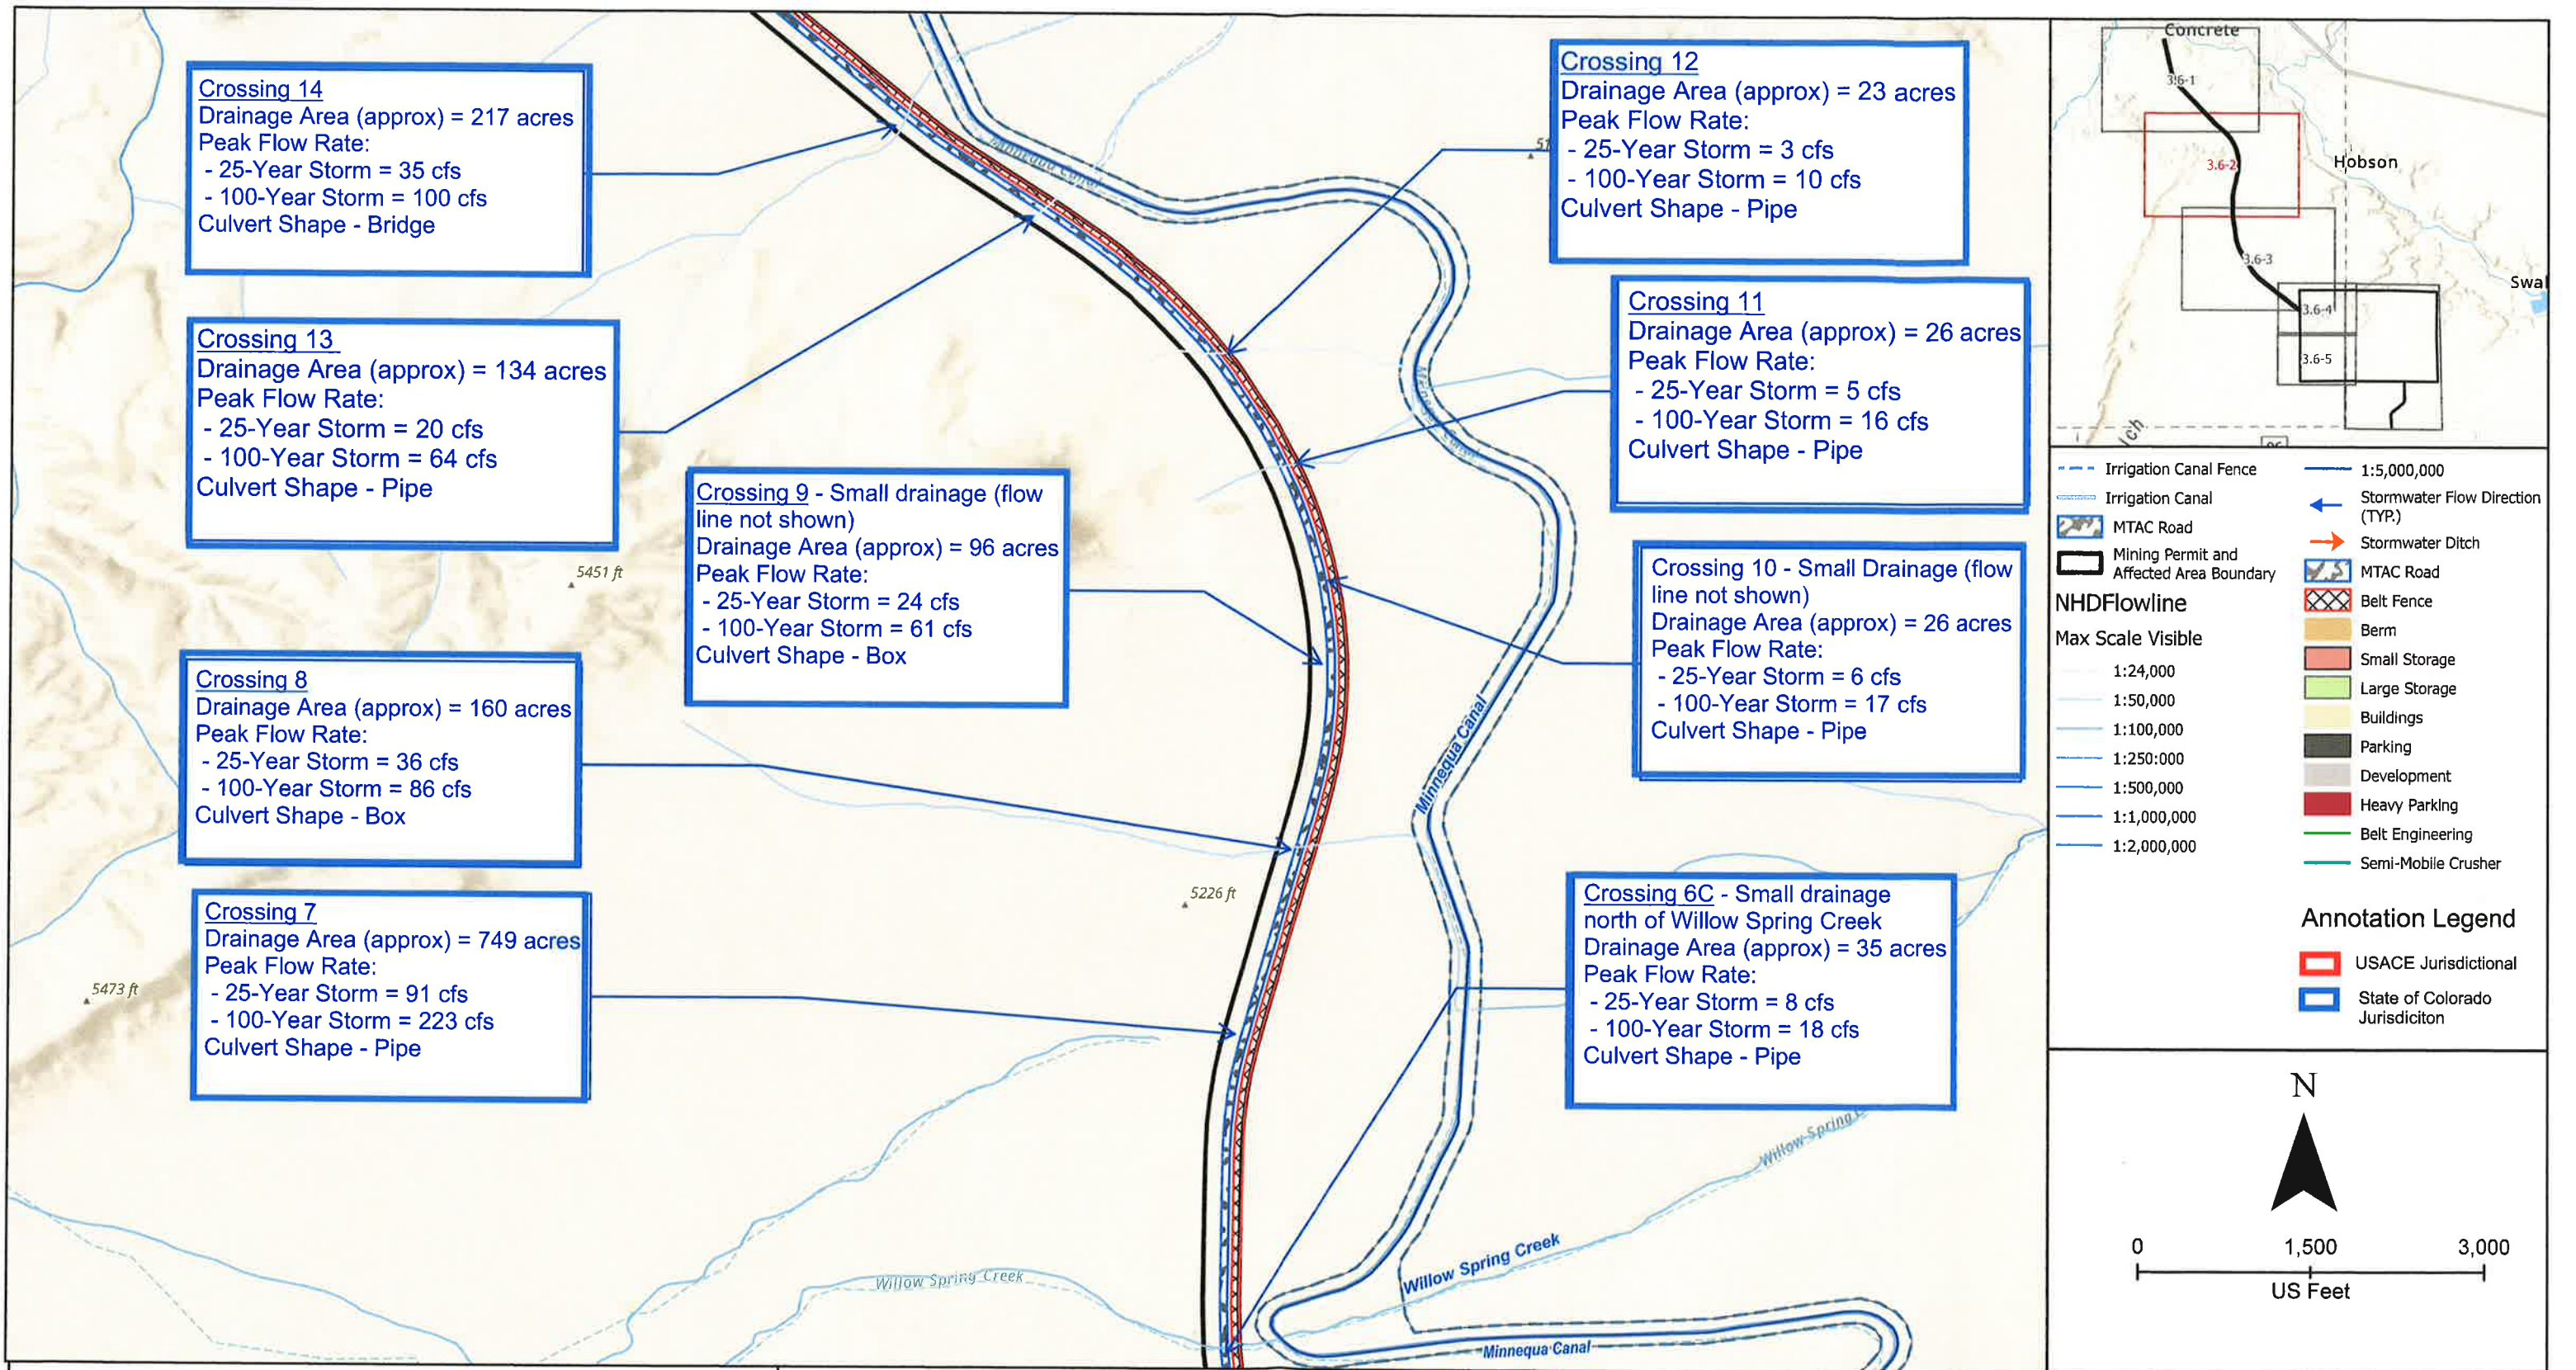 Crossing 14
Drainage Area (approx) = 217 acres
Peak Flow Rate:
- 25-Year Storm = 35 cfs
- 100-Year Storm = 100 cfs
Culvert Shape - Bridge
Crossing 13
Drainage Area (approx) = 134 acres
Peak Flow Rate:
- 25-Year Storm = 20 cfs
- 100-Year Storm = 64 cfs
Culvert Shape - Pipe
Crossing 9 - Small drainage (flow
line not shown)
Drainage Area (approx) = 96 acres
Peak Flow Rate:
- 25-Year Storm = 24 cfs
- 100-Year Storm = 61 cfs
Culvert Shape - Box
Crossing 8
Drainage Area (approx) = 160 acres
Peak Flow Rate:
- 25-Year Storm = 36 cfs
- 100-Year Storm = 86 cfs
Culvert Shape - Box
Crossing 7
Drainage Area (approx) = 749 acres
Peak Flow Rate:
- 25-Year Storm = 91 cfs
- 100-Year Storm = 223 cfs
Culvert Shape - Pipe
Crossing 12
Drainage Area (approx) = 23 acres
Peak Flow Rate:
- 25-Year Storm = 3 cfs
- 100-Year Storm = 10 cfs
Culvert Shape - Pipe
Crossing 11
Drainage Area (approx) = 26 acres
Peak Flow Rate:
- 25-Year Storm = 5 cfs
- 100-Year Storm = 16 cfs
Culvert Shape - Pipe
Crossing 10 - Small Drainage (flow
line not shown)
Drainage Area (approx) = 26 acres
Peak Flow Rate:
- 25-Year Storm = 6 cfs
- 100-Year Storm = 17 cfs
Culvert Shape - Pipe
Crossing 6C - Small drainage
north of Willow Spring Creek
Drainage Area (approx) = 35 acres
Peak Flow Rate:
- 25-Year Storm = 8 cfs
- 100-Year Storm = 18 cfs
Culvert Shape - Pipe
Minnequa Canal
51
Minnequa Canal
5451 ft
Minnequa Canal
5226 ft
5473 ft
Willow Spring
Willow Spring Creek
Willow Spring Creek
Minnequa Canal
Concrete
3.6-1
3.6-2
Hobson
3.6-3
Swal
3.6-4
3.6-5
lch
96
Irrigation Canal Fence
Irrigation Canal
MTAC Road
Mining Permit and
Affected Area Boundary
NHDFlowline
Max Scale Visible
1:24,000
1:50,000
1:100,000
1:250:000
1:500,000
1:1,000,000
1:2,000,000
1:5,000,000
Stormwater Flow Direction
(TYP.)
Stormwater Ditch
MTAC Road
Belt Fence
Berm
Small Storage
Large Storage
Buildings
Parking
Development
Heavy Parking
Belt Engineering
Semi-Mobile Crusher
Annotation Legend
USACE Jurisdictional
State of Colorado
Jurisdiciton
N
0 1,500 3,000
US Feet